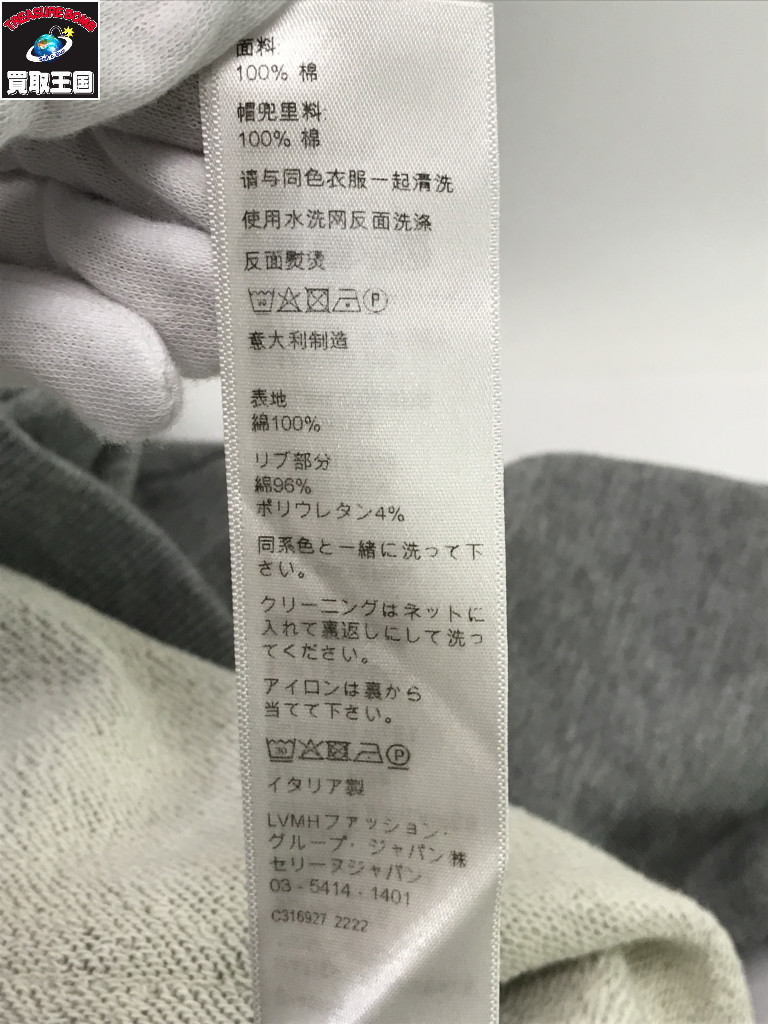 TREASURE BOMB
買取王国
面料:
100% 棉
帽兜里料:
100% 棉
请与同色衣服一起清洗
使用水洗网反面洗涤
反面熨烫
30 P
意大利制造
表地
綿100%
リブ部分
綿96%
ポリウレタン4%
同系色と一緒に洗って下
さい。
クリーニングはネットに
入れて裏返しにして洗っ
てください。
アイロンは裏から
当てて下さい。
30 P
イタリア製
LVMHファッション・
グループ・ジャパン㈱
セリーヌジャパン
03-5414-1401
C316927 2222